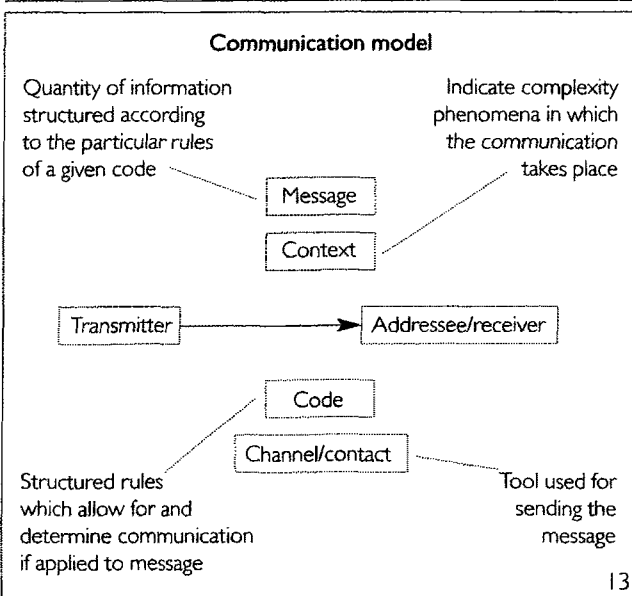 Communication model
Quantity of information
structured according
to the particular rules
of a given code
Indicate complexity
phenomena in which
the communication
takes place
Message
Context
Transmitter
Addressee/receiver
Code
Channel/contact
Structured rules
which allow for and
determine communication
if applied to message
Tool used for
sending the
message
13